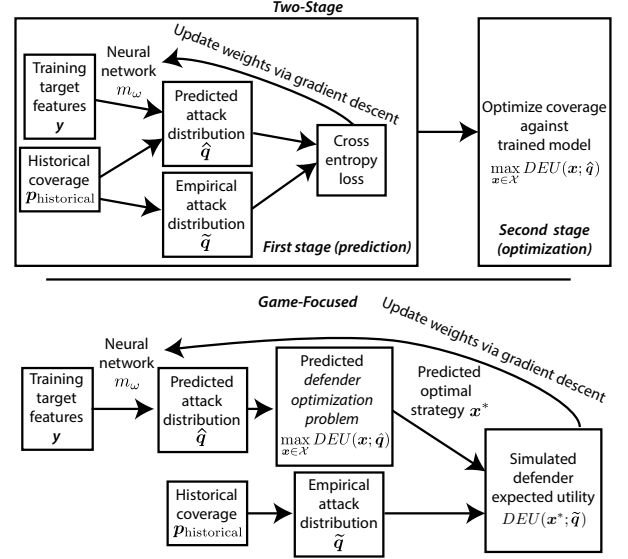 Two-Stage
Training
target
features
y
Neural
network
m_ω
Update weights via gradient descent
Historical
coverage
p_historical
Predicted
attack
distribution
q̂
Empirical
attack
distribution
q̃
Cross
entropy
loss
First stage (prediction)
Optimize coverage
against
trained model
max DEU(x; q̂)
x∈𝒳
Second stage
(optimization)
Game-Focused
Update weights via gradient descent
Training
target
features
y
Neural
network
m_ω
Predicted
attack
distribution
q̂
Predicted
defender
optimization
problem
max DEU(x; q̂)
x∈𝒳
Predicted
optimal
strategy x*
Historical
coverage
p_historical
Empirical
attack
distribution
q̃
Simulated
defender
expected utility
DEU(x*; q̃)